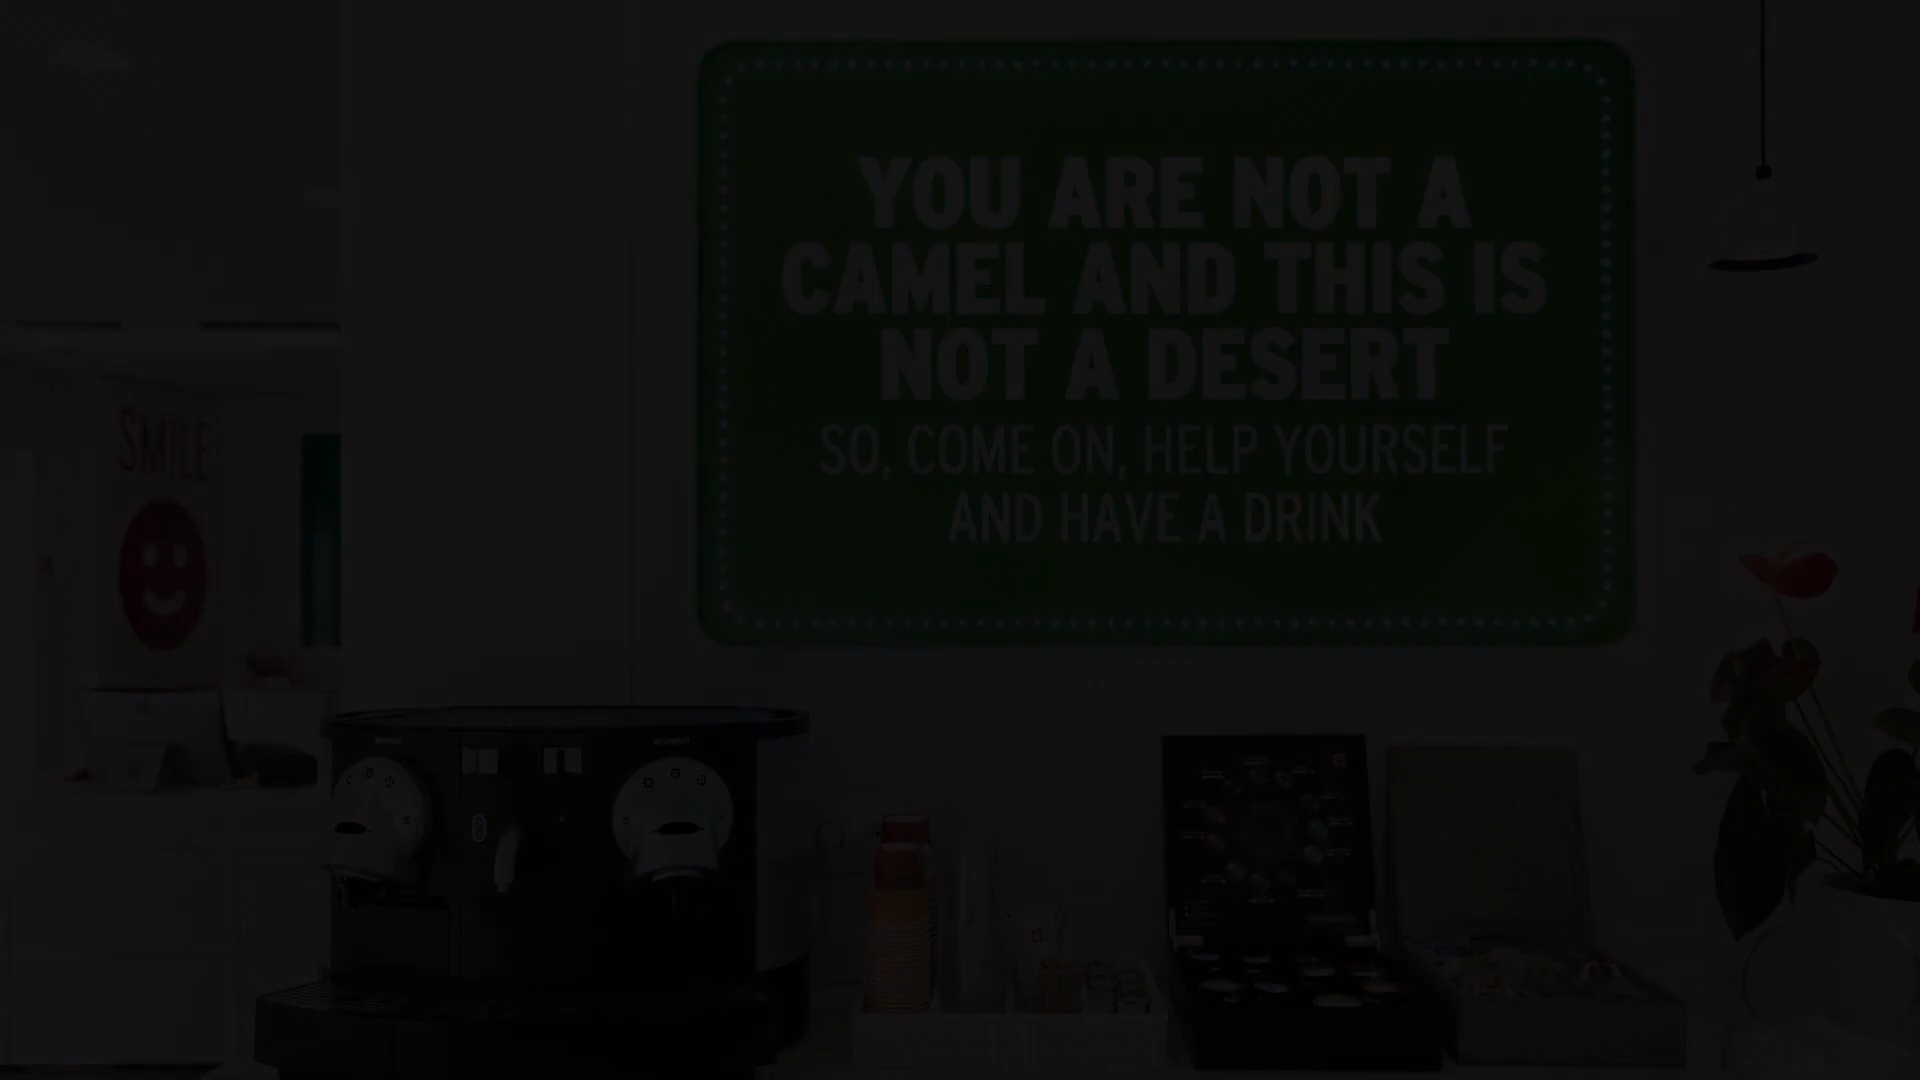 YOU ARE NOT A
CAMEL AND THIS IS
NOT A DESERT
SO, COME ON, HELP YOURSELF
AND HAVE A DRINK
SMILE